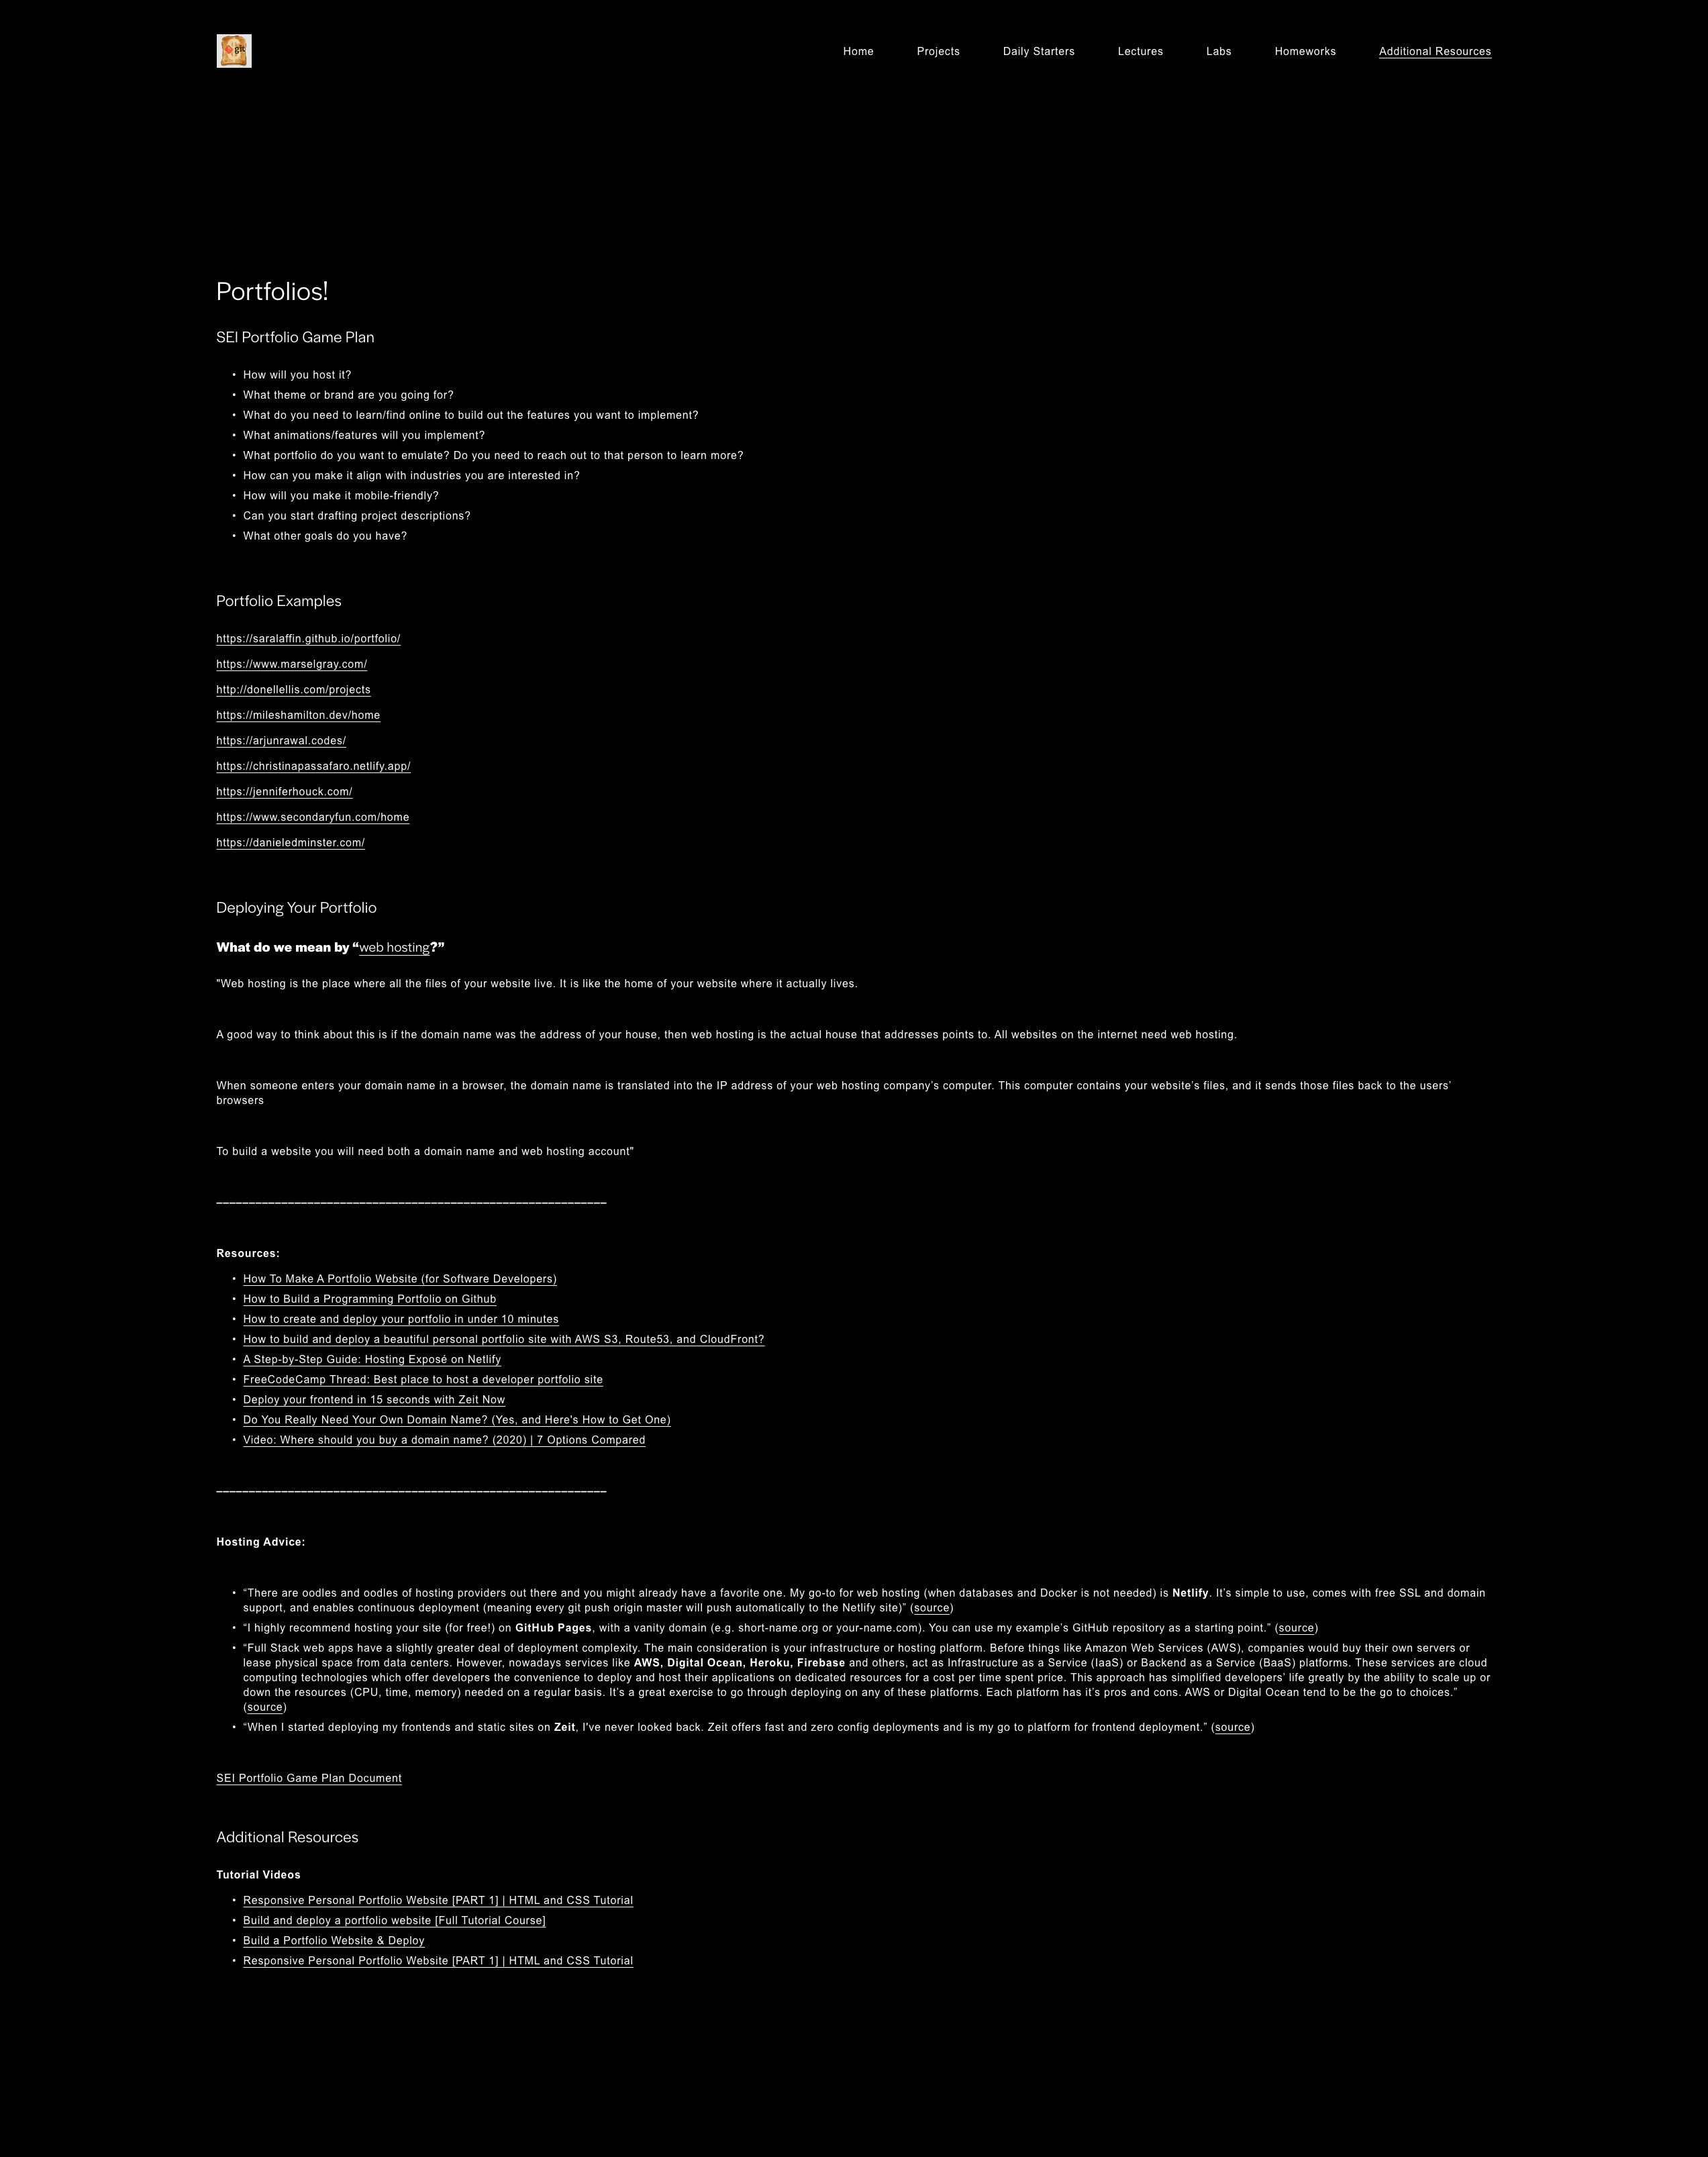 git
Home
Projects
Daily Starters
Lectures
Labs
Homeworks
Additional Resources
Portfolios!
SEI Portfolio Game Plan
• How will you host it?
• What theme or brand are you going for?
• What do you need to learn/find online to build out the features you want to implement?
• What animations/features will you implement?
• What portfolio do you want to emulate? Do you need to reach out to that person to learn more?
• How can you make it align with industries you are interested in?
• How will you make it mobile-friendly?
• Can you start drafting project descriptions?
• What other goals do you have?
Portfolio Examples
https://saralaffin.github.io/portfolio/
https://www.marselgray.com/
http://donellellis.com/projects
https://mileshamilton.dev/home
https://arjunrawal.codes/
https://christinapassafaro.netlify.app/
https://jenniferhouck.com/
https://www.secondaryfun.com/home
https://danieledminster.com/
Deploying Your Portfolio
What do we mean by “web hosting?”
"Web hosting is the place where all the files of your website live. It is like the home of your website where it actually lives.
A good way to think about this is if the domain name was the address of your house, then web hosting is the actual house that addresses points to. All websites on the internet need web hosting.
When someone enters your domain name in a browser, the domain name is translated into the IP address of your web hosting company’s computer. This computer contains your website’s files, and it sends those files back to the users’
browsers
To build a website you will need both a domain name and web hosting account"
____________________________________________________________
Resources:
• How To Make A Portfolio Website (for Software Developers)
• How to Build a Programming Portfolio on Github
• How to create and deploy your portfolio in under 10 minutes
• How to build and deploy a beautiful personal portfolio site with AWS S3, Route53, and CloudFront?
• A Step-by-Step Guide: Hosting Exposé on Netlify
• FreeCodeCamp Thread: Best place to host a developer portfolio site
• Deploy your frontend in 15 seconds with Zeit Now
• Do You Really Need Your Own Domain Name? (Yes, and Here's How to Get One)
• Video: Where should you buy a domain name? (2020) | 7 Options Compared
____________________________________________________________
Hosting Advice:
• “There are oodles and oodles of hosting providers out there and you might already have a favorite one. My go-to for web hosting (when databases and Docker is not needed) is Netlify. It’s simple to use, comes with free SSL and domain
support, and enables continuous deployment (meaning every git push origin master will push automatically to the Netlify site)” (source)
• “I highly recommend hosting your site (for free!) on GitHub Pages, with a vanity domain (e.g. short-name.org or your-name.com). You can use my example’s GitHub repository as a starting point.” (source)
• “Full Stack web apps have a slightly greater deal of deployment complexity. The main consideration is your infrastructure or hosting platform. Before things like Amazon Web Services (AWS), companies would buy their own servers or
lease physical space from data centers. However, nowadays services like AWS, Digital Ocean, Heroku, Firebase and others, act as Infrastructure as a Service (IaaS) or Backend as a Service (BaaS) platforms. These services are cloud
computing technologies which offer developers the convenience to deploy and host their applications on dedicated resources for a cost per time spent price. This approach has simplified developers’ life greatly by the ability to scale up or
down the resources (CPU, time, memory) needed on a regular basis. It’s a great exercise to go through deploying on any of these platforms. Each platform has it’s pros and cons. AWS or Digital Ocean tend to be the go to choices.”
(source)
• “When I started deploying my frontends and static sites on Zeit, I've never looked back. Zeit offers fast and zero config deployments and is my go to platform for frontend deployment.” (source)
SEI Portfolio Game Plan Document
Additional Resources
Tutorial Videos
• Responsive Personal Portfolio Website [PART 1] | HTML and CSS Tutorial
• Build and deploy a portfolio website [Full Tutorial Course]
• Build a Portfolio Website & Deploy
• Responsive Personal Portfolio Website [PART 1] | HTML and CSS Tutorial